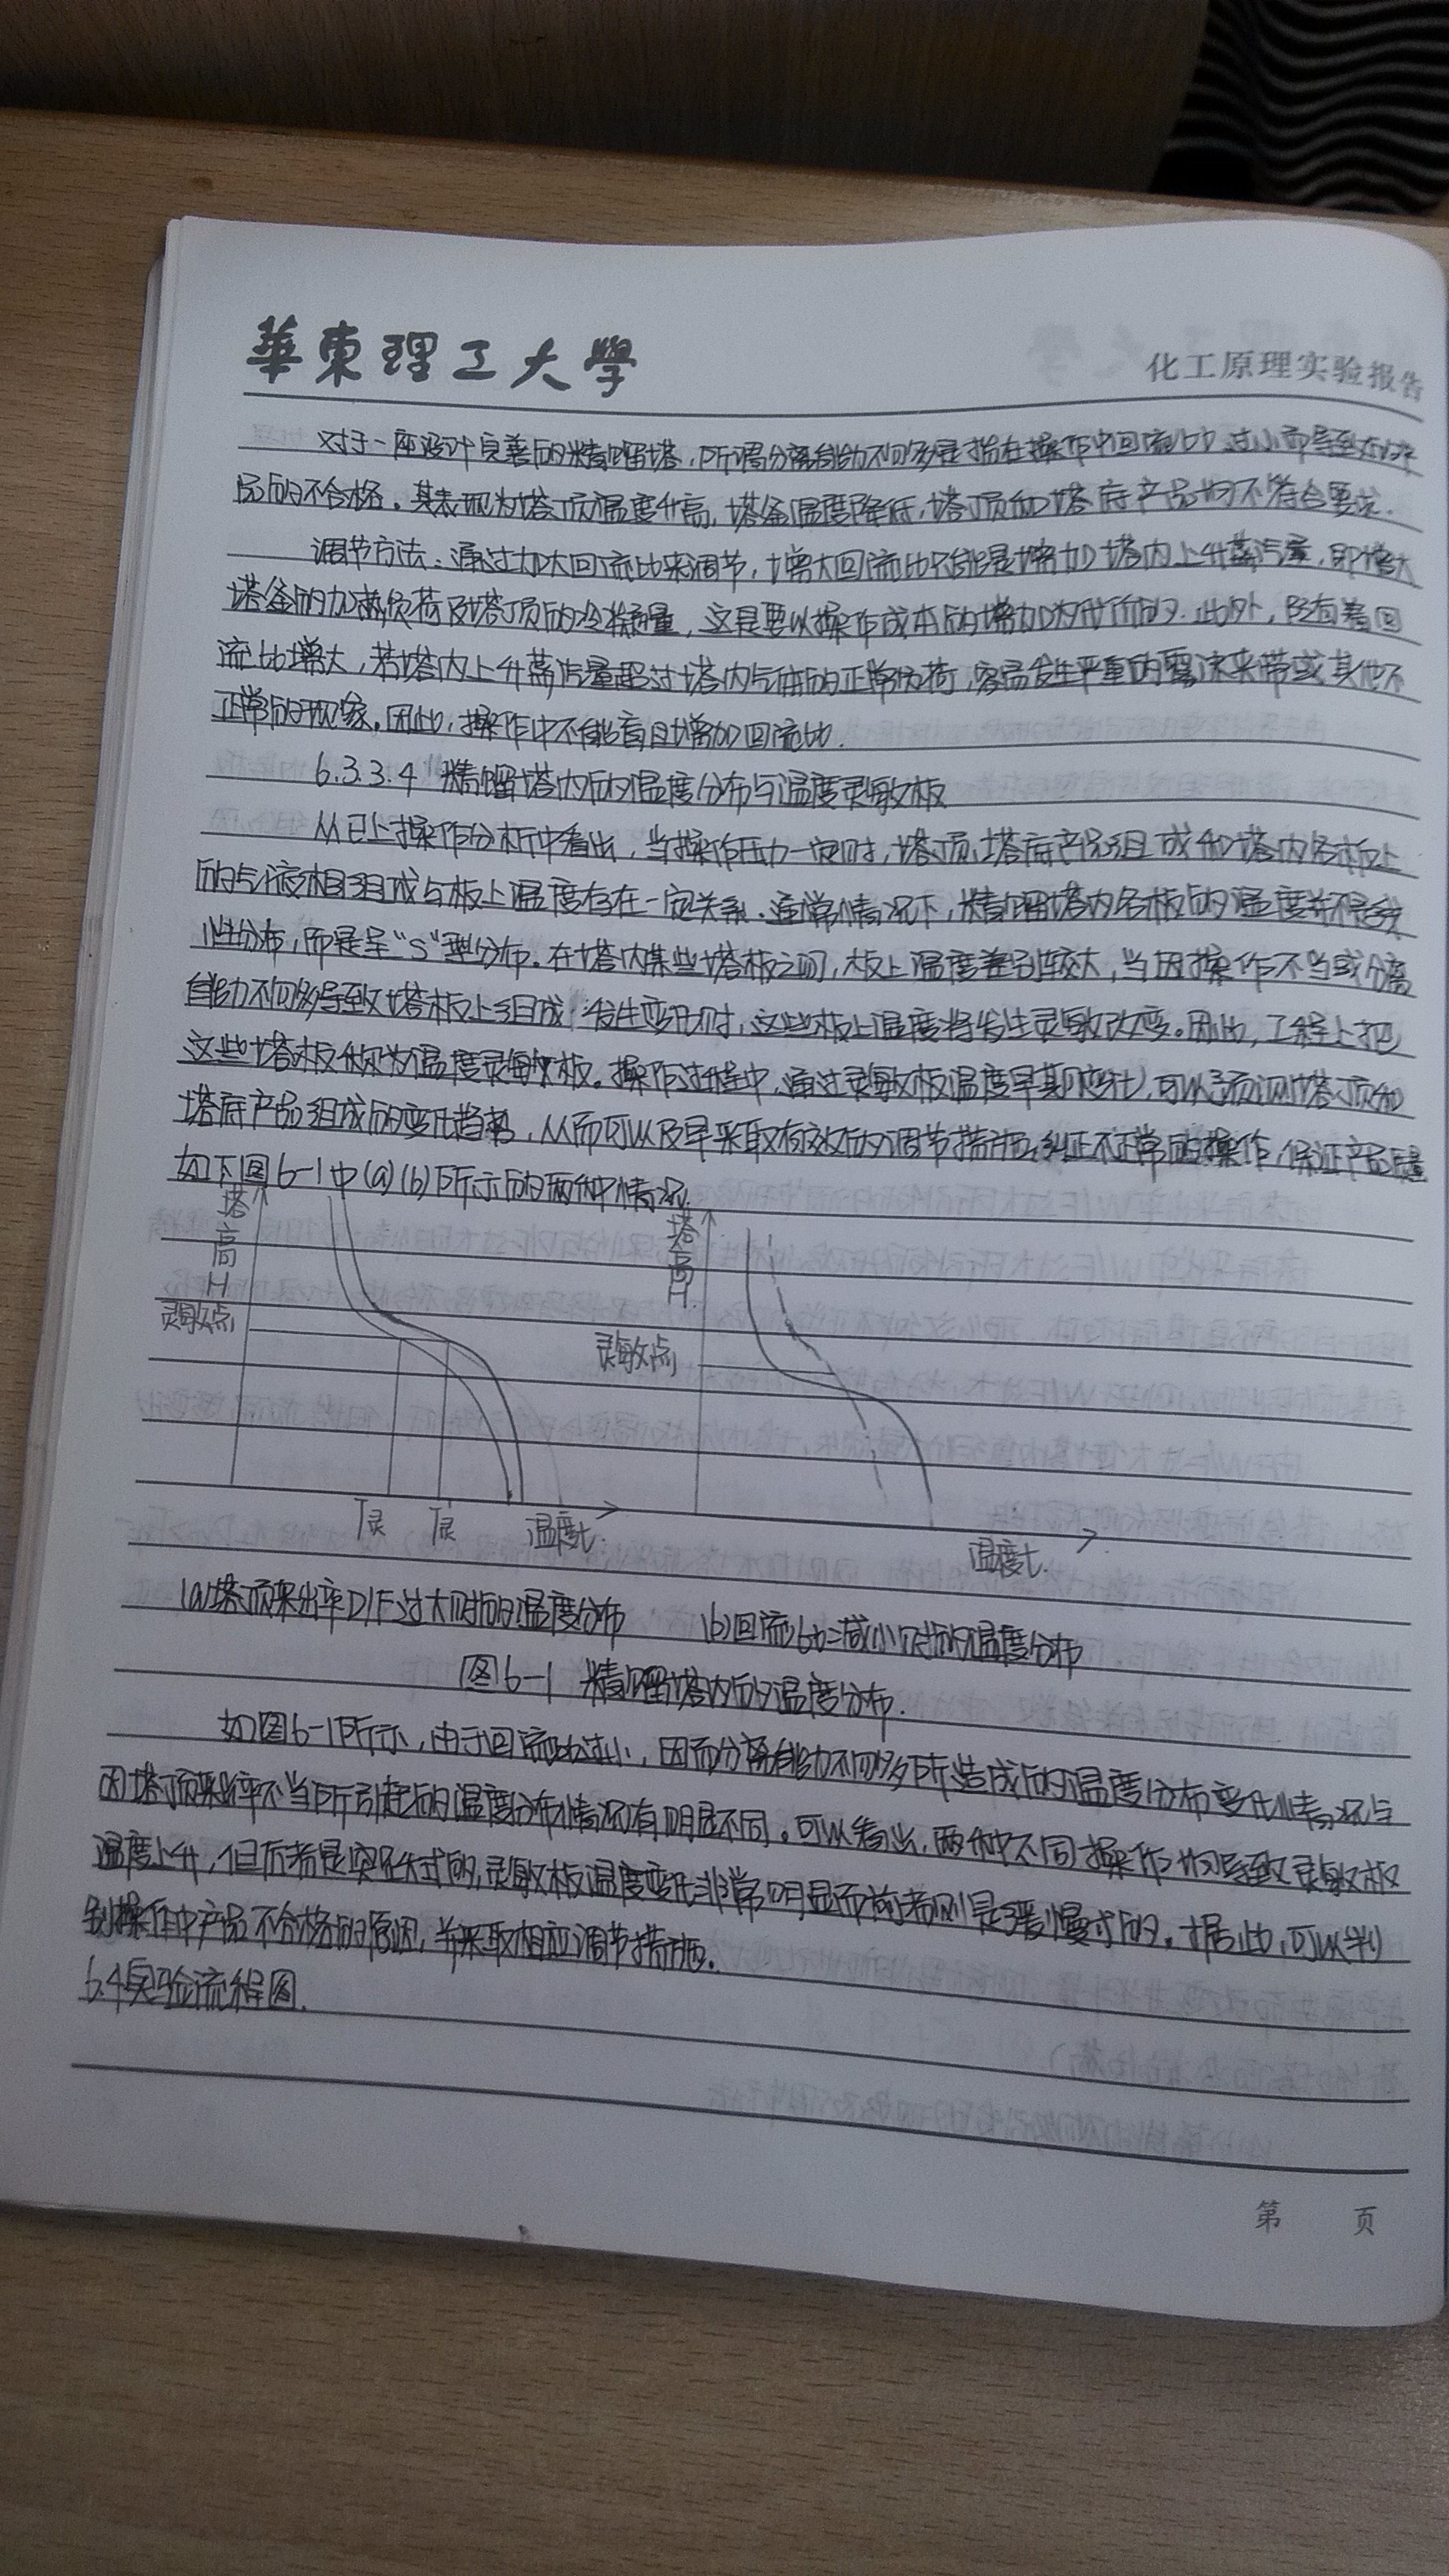 華東理工大學
化工原理实验报告
对于一座设计完善的精馏塔，所谓分离能力不够是指在操作中回流比过小而导致的产
品的不合格。其表现为塔顶温度升高，塔釜温度降低，塔顶和塔底产品均不符合要求.
调节方法：通过加大回流比来调节，增大回流比只能是增加塔内上升蒸汽量，即增大
塔釜的加热负荷及塔顶的冷凝量，这是要以操作成本的增加为代价的.此外，随着回
流比增大，若塔内上升蒸汽量超过塔内气体的正常负荷，容易发生严重的雾沫夹带或其他不
正常的现象。因此，操作中不能盲目增加回流比.
6.3.3.4 精馏塔内的温度分布与温度灵敏板
从已上操作分析中看出，当操作压力一定时，塔顶、塔底产品组成和塔内各板上
的气液相组成与板上温度存在一定关系.通常情况下，精馏塔内各板的温度并不是线
性分布，而是呈“S”型分布。在塔内某些塔板之间，板上温度差别较大，当因操作不当或分离
能力不够导致塔板上组成发生变化时，这些板上温度将发生灵敏改变。因此，工程上把
这些塔板称为温度灵敏板。操作过程中，通过灵敏板温度早期变化，可以预测塔顶和
塔底产品组成的变化趋势，从而可以及早采取有效的调节措施，纠正不正常的操作，保证产品质量
如下图6-1中(a)(b)所示的两种情况.
塔高H
灵敏点
T灵 T灵 温度t.
塔高H.
灵敏点
温度t.
(a)塔顶采出率D/F过大时的温度分布 (b)回流比减小时的温度分布
图6-1 精馏塔内的温度分布.
如图6-1所示，由于回流比过小，因而分离能力不够所造成的温度分布变化情况与
因塔顶采出率不当所引起的温度分布情况有明显不同。可以看出，两种不同操作均导致灵敏板
温度上升，但后者是突跃式的，灵敏板温度变化非常明显而前者则是缓慢式的。据此，可以判
别操作中产品不合格的原因，并采取相应调节措施.
6.4实验流程图.
第 页